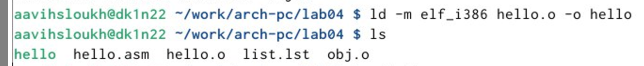 aavihsloukh@dk1n22 ~/work/arch-pc/lab04 $ ld -m elf_i386 hello.o -o hello
aavihsloukh@dk1n22 ~/work/arch-pc/lab04 $ ls
hello  hello.asm  hello.o  list.lst  obj.o